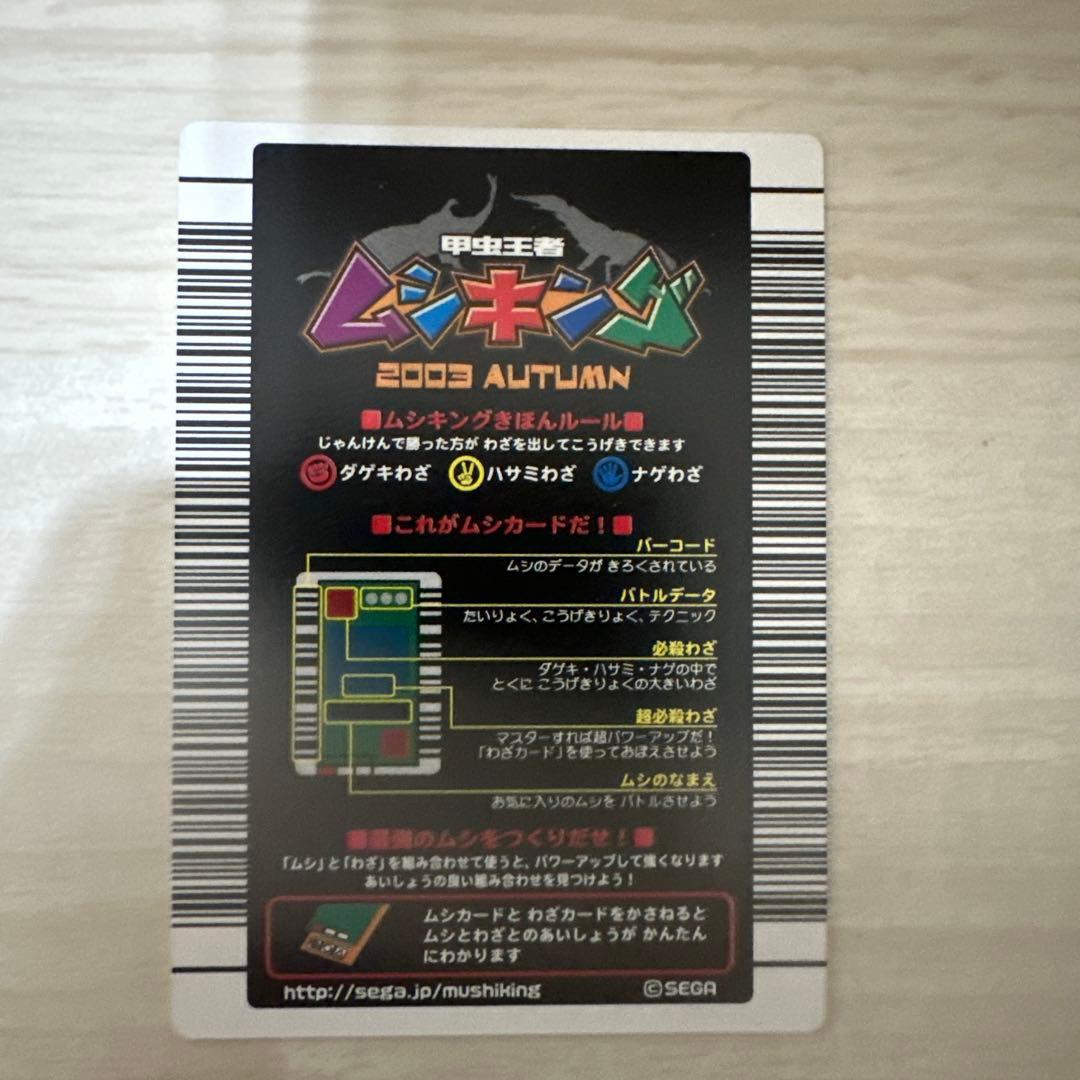 甲虫王者
ムシキング
2003 AUTUMN
■ムシキングきほんルール■
じゃんけんで勝った方が わざを出してこうげきできます
ダゲキわざ ハサミわざ ナゲわざ
■これがムシカードだ！■
バーコード
ムシのデータが きろくされている
バトルデータ
たいりょく、こうげきりょく、テクニック
必殺わざ
ダゲキ・ハサミ・ナゲの中で
とくに こうげきりょくの大きいわざ
超必殺わざ
マスターすれば超パワーアップだ！
「わざカード」を使っておぼえさせよう
ムシのなまえ
お気に入りのムシを バトルさせよう
■最強のムシをつくりだせ！■
「ムシ」と「わざ」を組み合わせて使うと、パワーアップして強くなります
あいしょうの良い組み合わせを見つけよう！
ムシカードと わざカードをかさねると
ムシとわざとのあいしょうが かんたん
にわかります
http://sega.jp/mushiking ©SEGA